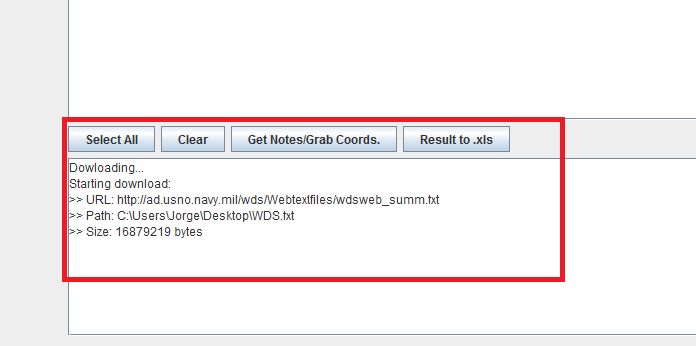 Select All Clear Get Notes/Grab Coords. Result to .xls
Dowloading...
Starting download:
>> URL: http://ad.usno.navy.mil/wds/Webtextfiles/wdsweb_summ.txt
>> Path: C:\Users\Jorge\Desktop\WDS.txt
>> Size: 16879219 bytes